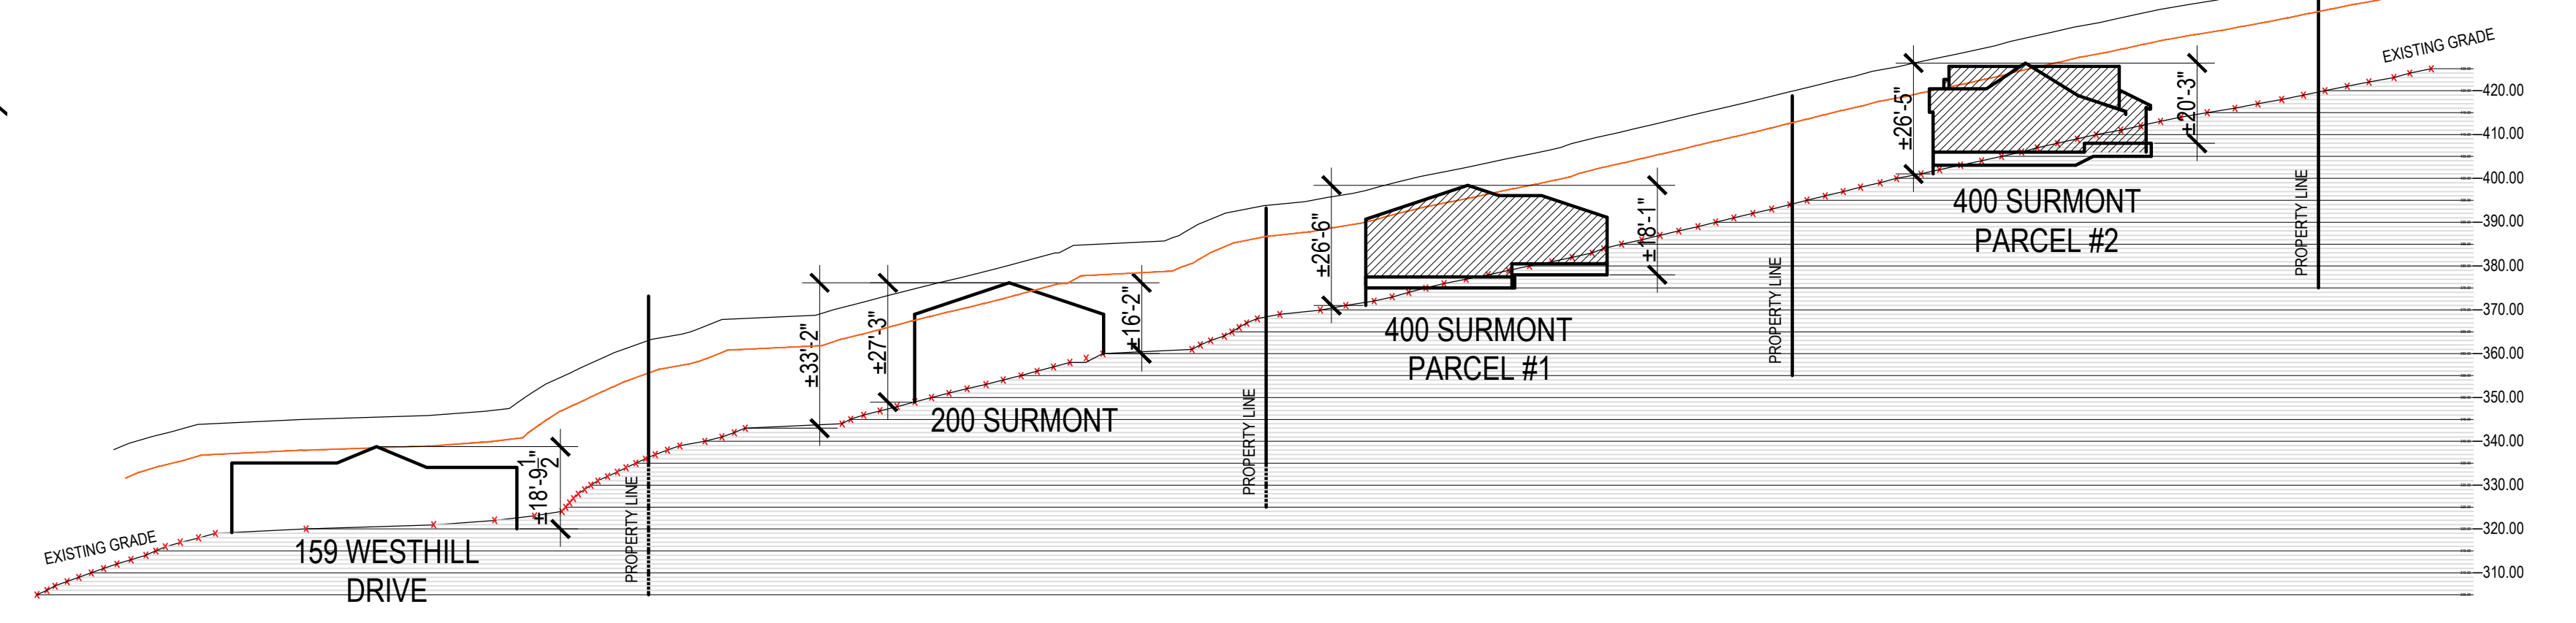 EXISTING GRADE
159 WESTHILL
DRIVE
±18'-9 1/2"
PROPERTY LINE
±33'-2"
±27'-3"
200 SURMONT
±16'-2"
PROPERTY LINE
±26'-6"
400 SURMONT
PARCEL #1
±18'-1"
PROPERTY LINE
±26'-5"
400 SURMONT
PARCEL #2
±20'-3"
PROPERTY LINE
EXISTING GRADE
420.00
410.00
400.00
390.00
380.00
370.00
360.00
350.00
340.00
330.00
320.00
310.00